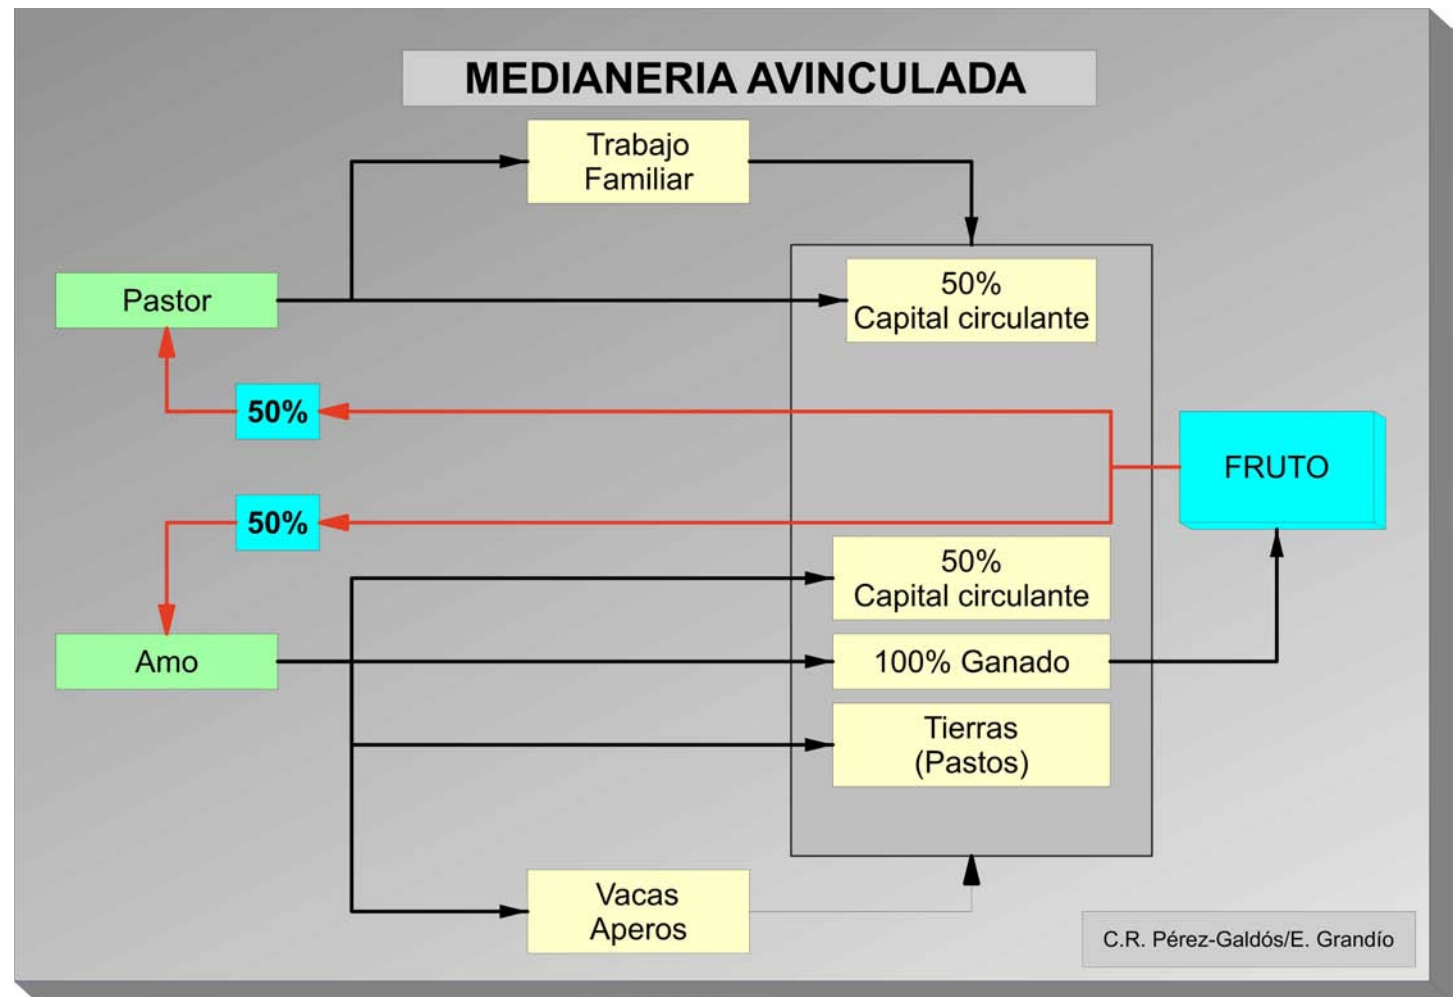 MEDIANERIA AVINCULADA
Trabajo
Familiar
Pastor
50%
Capital circulante
50%
FRUTO
50%
50%
Capital circulante
Amo
100% Ganado
Tierras
(Pastos)
Vacas
Aperos
C.R. Pérez-Galdós/E. Grandío